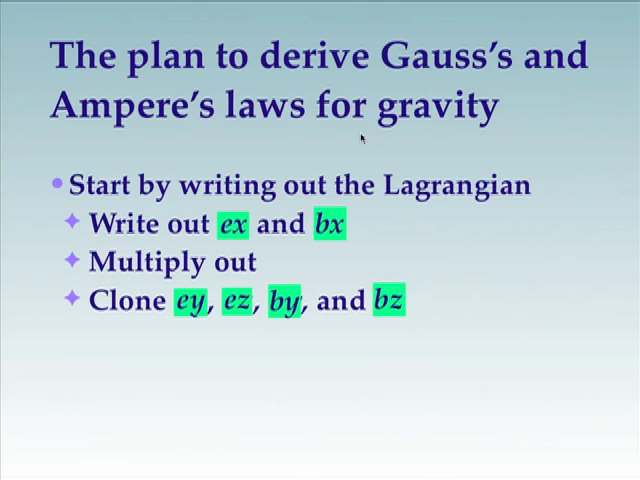 The plan to derive Gauss's and
Ampere's laws for gravity
•Start by writing out the Lagrangian
✦ Write out ex and bx
✦ Multiply out
✦ Clone ey, ez, by, and bz